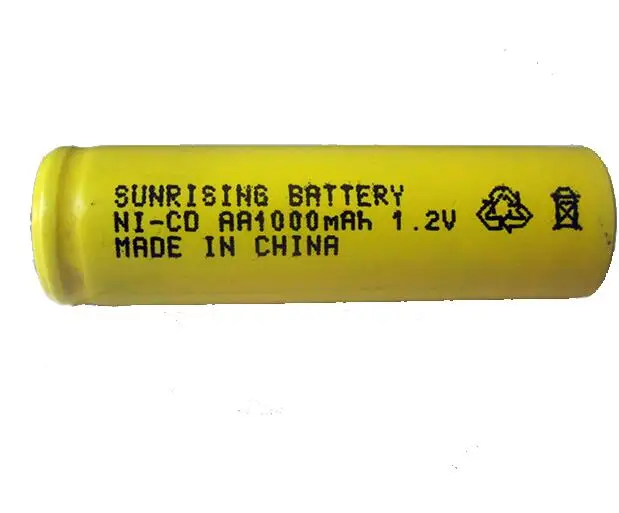 SUNRISING BATTERY
NI-CD AA1000mAh 1.2V
MADE IN CHINA